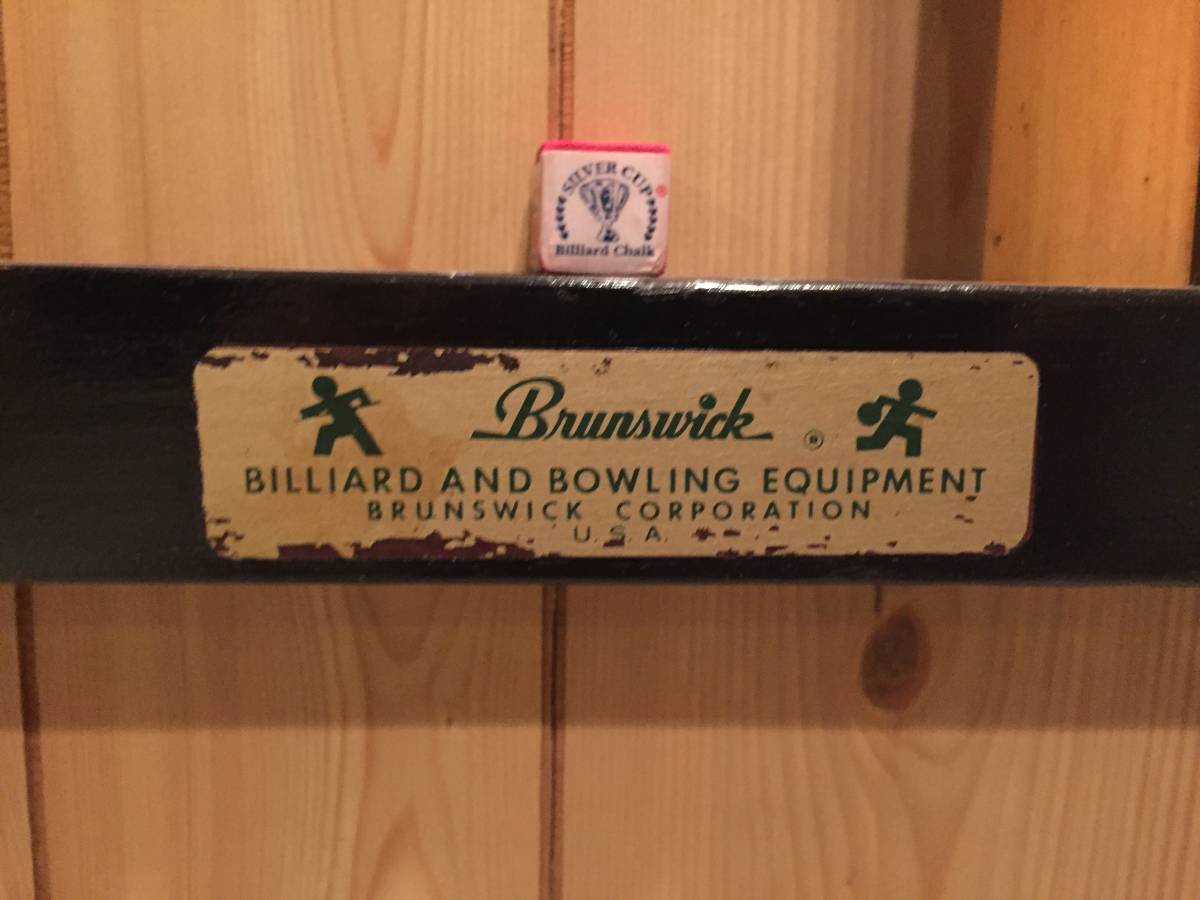 SILVER CUP®
Billiard Chalk
Brunswick ®
BILLIARD AND BOWLING EQUIPMENT
BRUNSWICK CORPORATION
U.S.A.